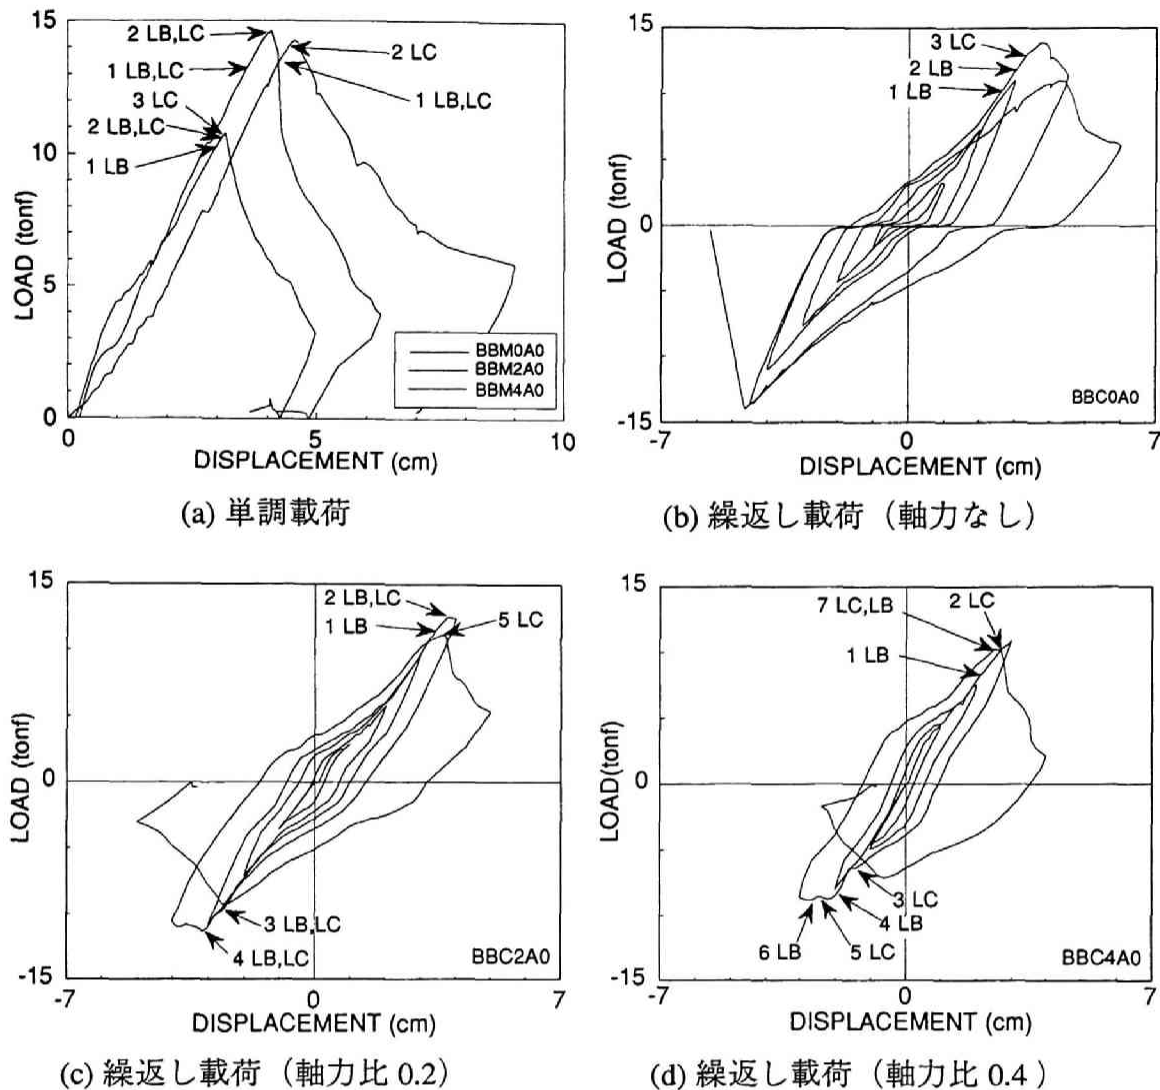 15
10
5
0
LOAD (tonf)
2 LB,LC
1 LB,LC
3 LC
2 LB,LC
1 LB
2 LC
1 LB,LC
BBM0A0
BBM2A0
BBM4A0
0
5
10
DISPLACEMENT (cm)
(a) 単調載荷
15
0
-15
LOAD (tonf)
3 LC
2 LB
1 LB
BBC0A0
-7
0
7
DISPLACEMENT (cm)
(b) 繰返し載荷（軸力なし）
15
0
-15
LOAD (tonf)
2 LB,LC
1 LB
5 LC
3 LB,LC
4 LB,LC
BBC2A0
-7
0
7
DISPLACEMENT (cm)
(c) 繰返し載荷（軸力比 0.2）
15
0
-15
LOAD(tonf)
7 LC,LB
2 LC
1 LB
3 LC
4 LB
6 LB
5 LC
BBC4A0
-7
0
7
DISPLACEMENT (cm)
(d) 繰返し載荷（軸力比 0.4 ）